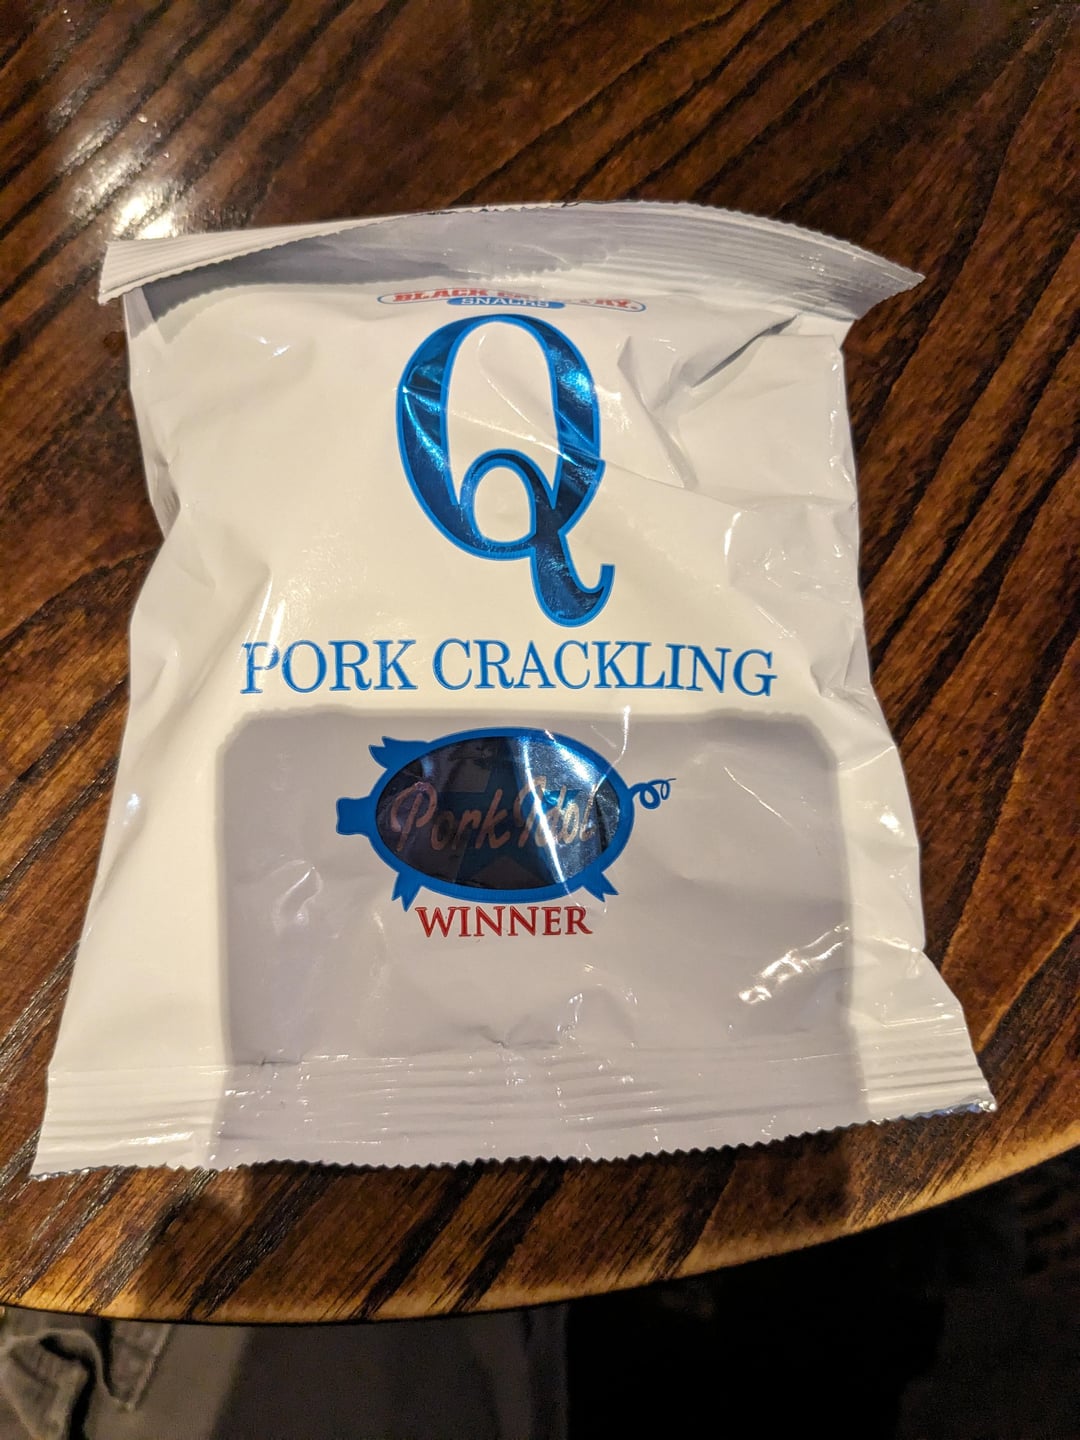 BLACK
SNACKS
Q
PORK CRACKLING
Pork Idol
WINNER